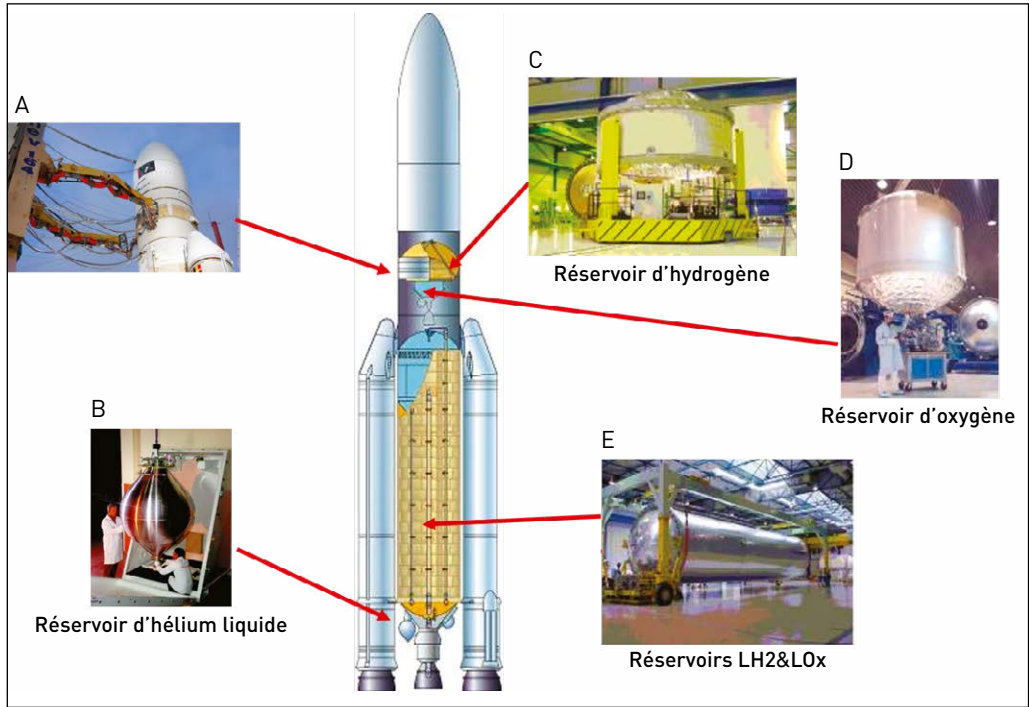 A
B
Réservoir d’hélium liquide
C
Réservoir d’hydrogène
D
Réservoir d’oxygène
E
Réservoirs LH2&LOx